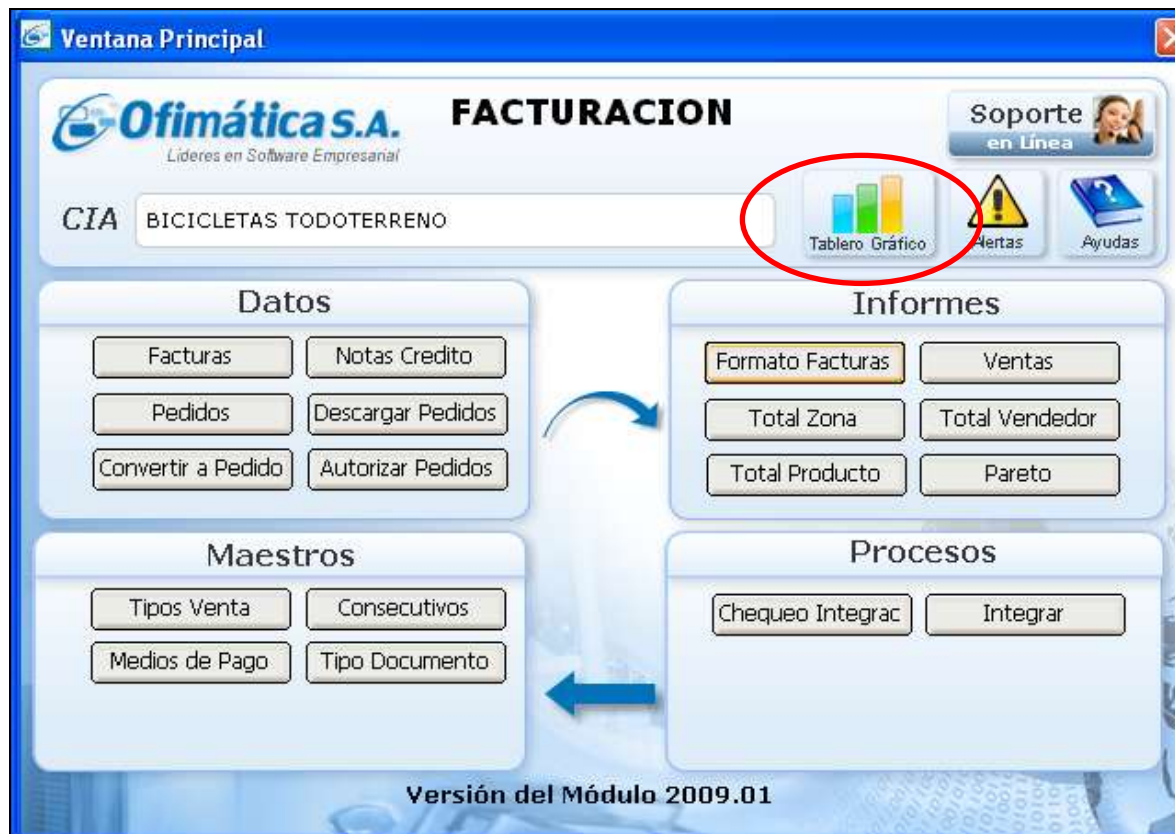 Ventana Principal
Ofimática S.A.
Líderes en Software Empresarial
FACTURACION
Soporte
en Línea
CIA BICICLETAS TODOTERRENO
Tablero Gráfico
Alertas
Ayudas
Datos
Facturas Notas Credito
Pedidos Descargar Pedidos
Convertir a Pedido Autorizar Pedidos
Informes
Formato Facturas Ventas
Total Zona Total Vendedor
Total Producto Pareto
Maestros
Tipos Venta Consecutivos
Medios de Pago Tipo Documento
Procesos
Chequeo Integrac Integrar
Versión del Módulo 2009.01